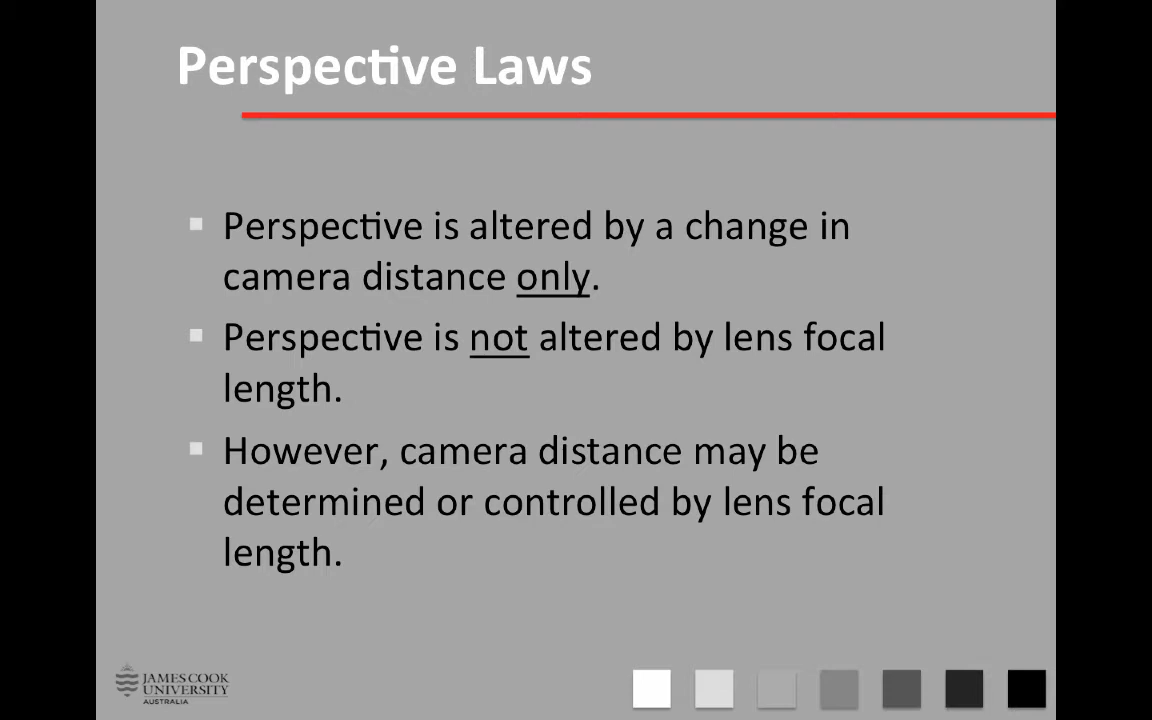 Perspective Laws
Perspective is altered by a change in
camera distance only.
Perspective is not altered by lens focal
length.
However, camera distance may be
determined or controlled by lens focal
length.
JAMES COOK
UNIVERSITY
AUSTRALIA